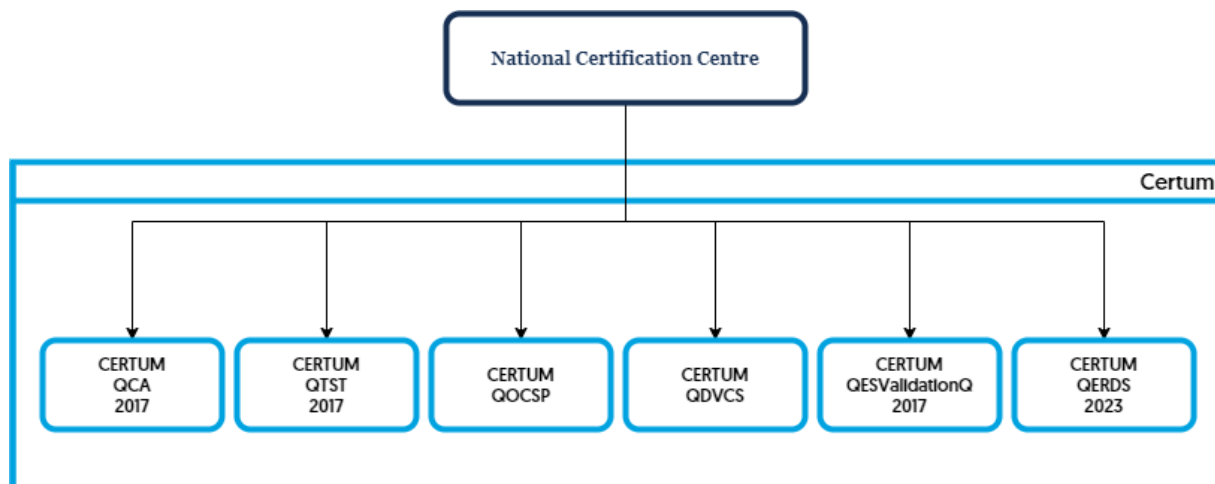 National Certification Centre
Certum
CERTUM
QCA
2017
CERTUM
QTST
2017
CERTUM
QOCSP
CERTUM
QDVCS
CERTUM
QESValidationQ
2017
CERTUM
QERDS
2023